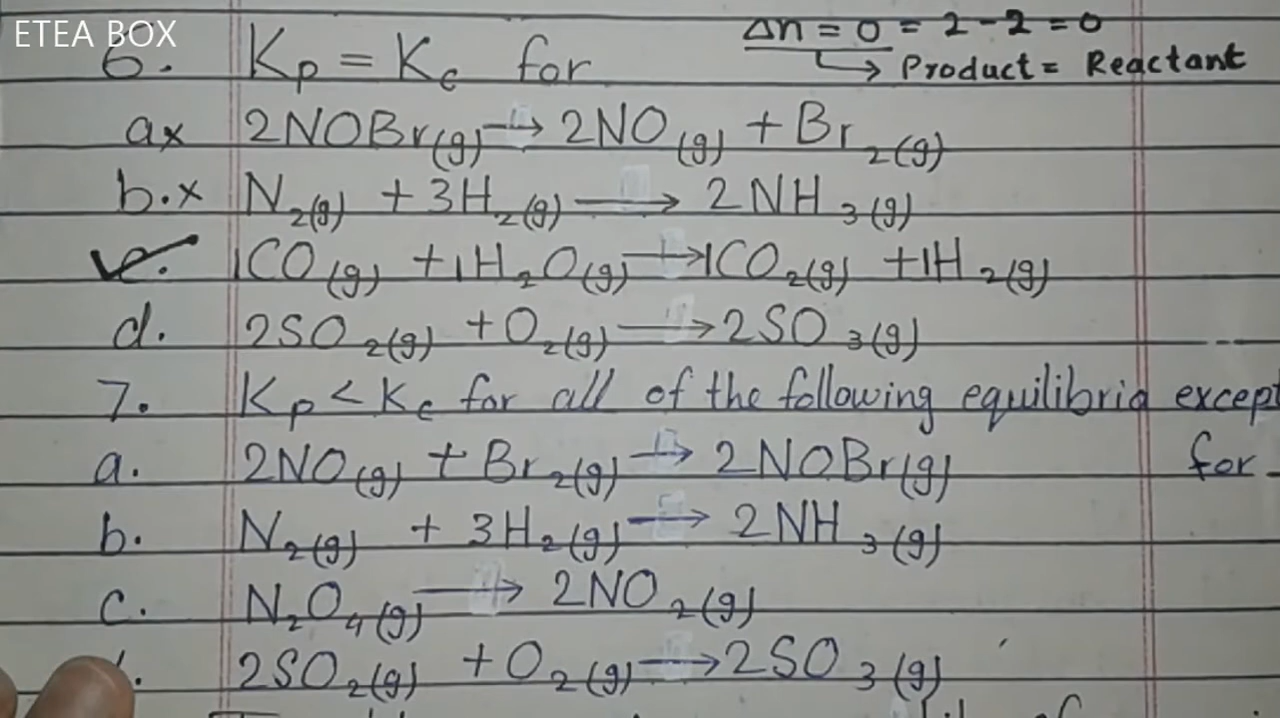 ETEA BOX
Δn = 0 = 2 - 2 = 0
6. Kp = Kc for
→ Product = Reactant
ax 2NOBr(g) → 2NO(g) + Br2(g)
b.x N2(g) + 3H2(g) → 2NH3(g)
c. 1CO(g) + 1H2O(g) → 1CO2(g) + 1H2(g)
d. 2SO2(g) + O2(g) → 2SO3(g)
7. Kp < Kc for all of the following equilibria except
for
a. 2NO(g) + Br2(g) → 2NOBr(g)
b. N2(g) + 3H2(g) → 2NH3(g)
c. N2O4(g) → 2NO2(g)
2SO2(g) + O2(g) → 2SO3(g)